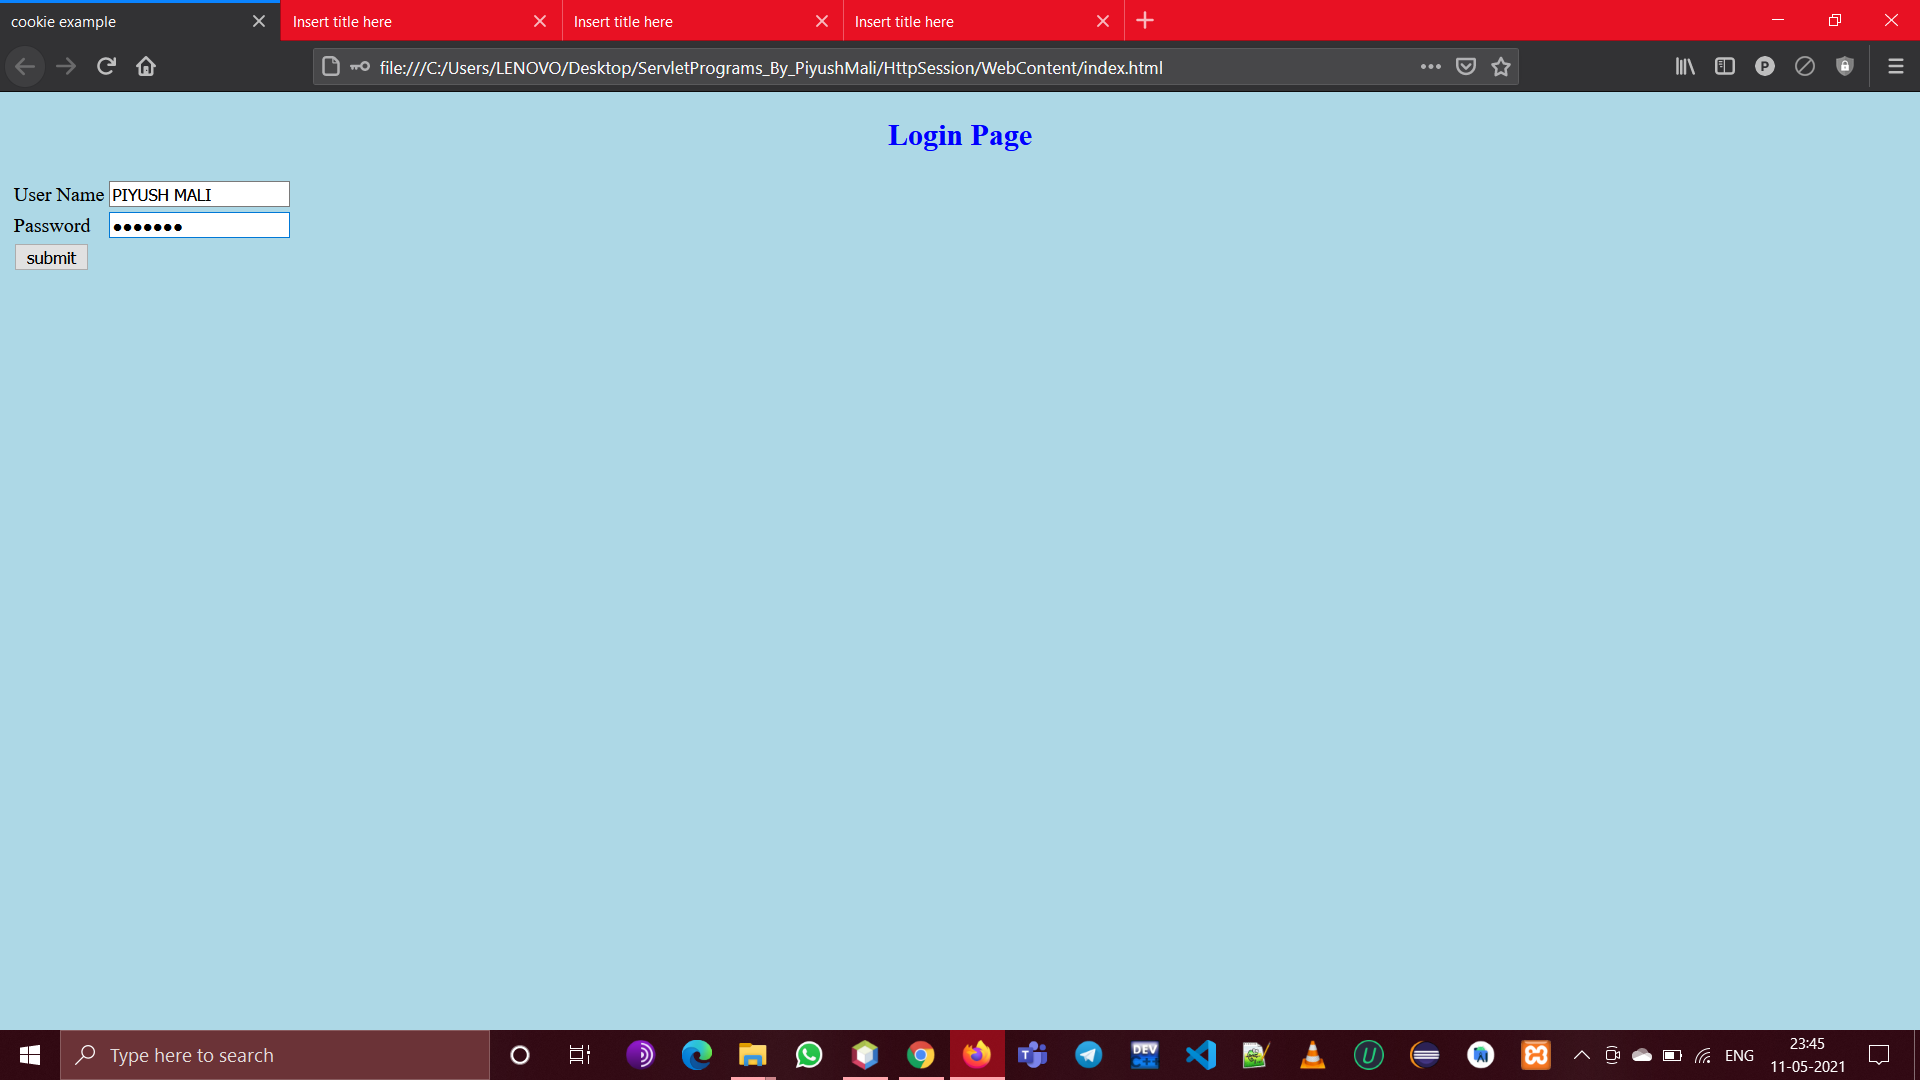 cookie example
Insert title here
Insert title here
Insert title here
file:///C:/Users/LENOVO/Desktop/ServletPrograms_By_PiyushMali/HttpSession/WebContent/index.html
P
Login Page
User Name PIYUSH MALI
Password •••••••
submit
Type here to search
T
DEV
U
ENG
23:45
11-05-2021